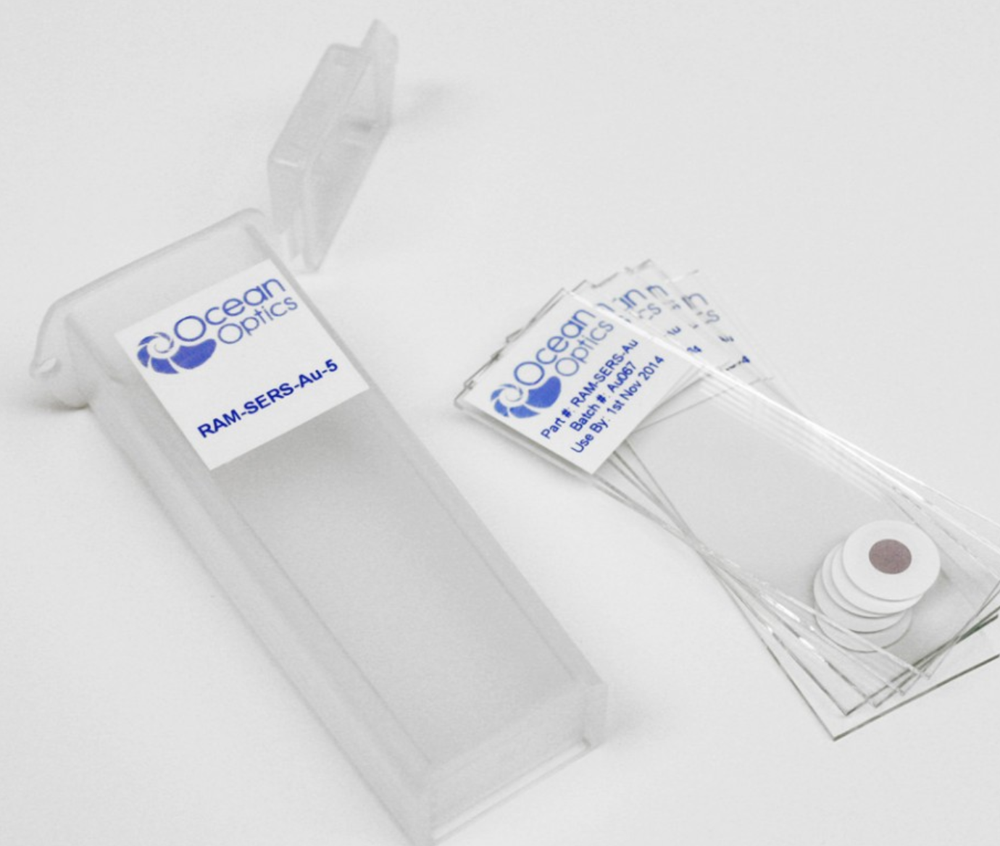 Ocean
Optics
RAM-SERS-Au-5
Ocean
Optics
Part #: RAM-SERS-Au
Batch #: Au067
Use By: 1st Nov 2014